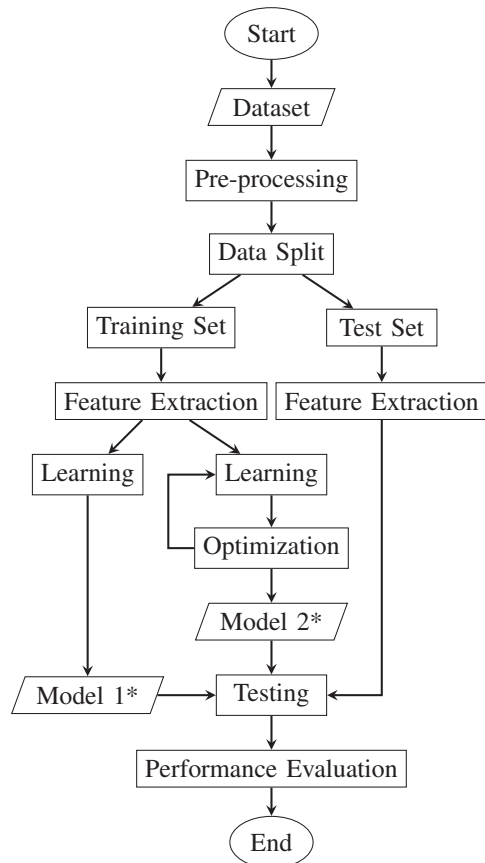 Start
Dataset
Pre-processing
Data Split
Training Set
Test Set
Feature Extraction
Feature Extraction
Learning
Learning
Optimization
Model 2*
Model 1*
Testing
Performance Evaluation
End